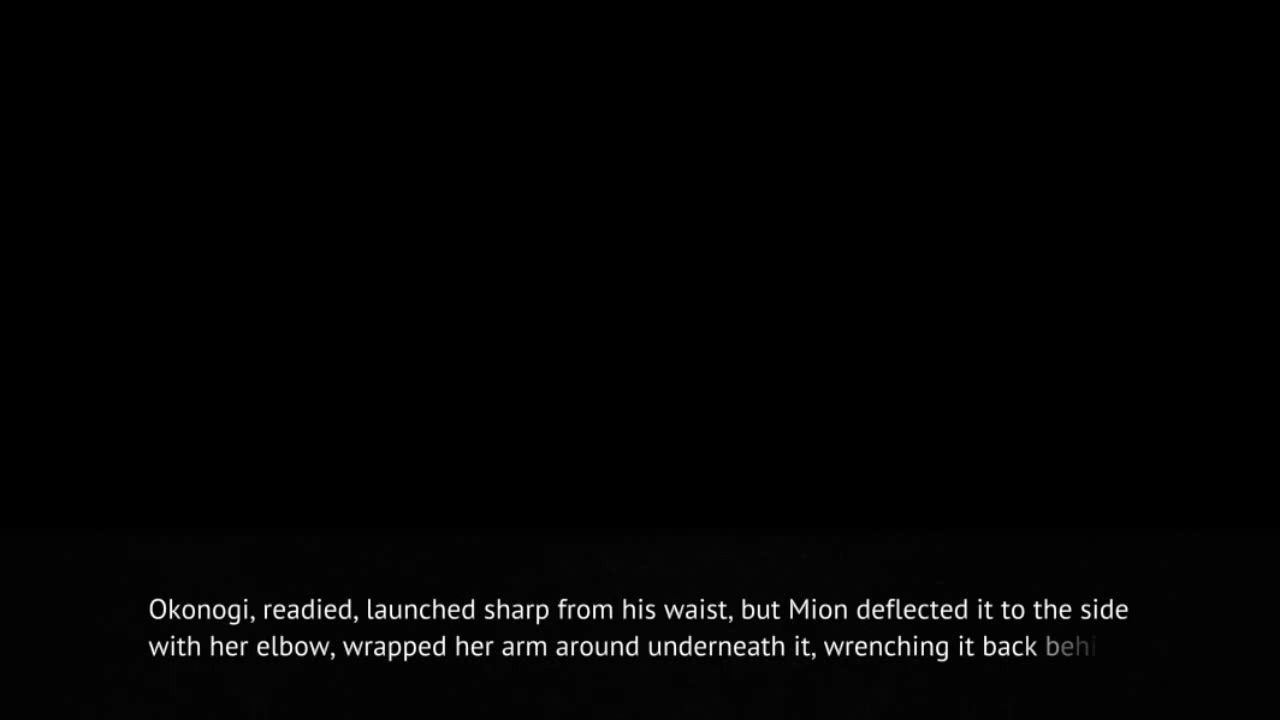 Okonogi, readied, launched sharp from his waist, but Mion deflected it to the side
with her elbow, wrapped her arm around underneath it, wrenching it back behi